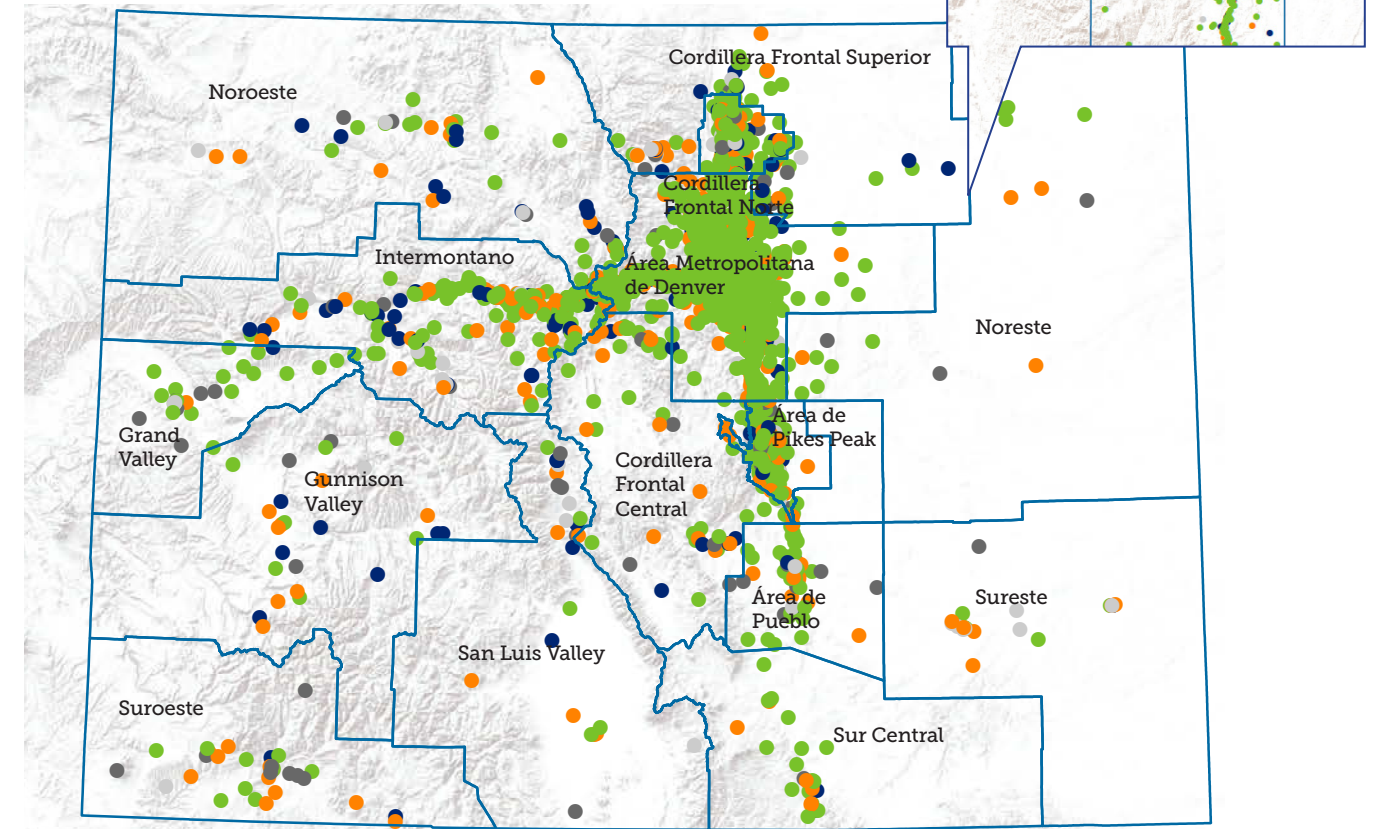 Cordillera Frontal Superior
Noroeste
Cordillera
Frontal Norte
Intermontano
Área Metropolitana
de Denver
Noreste
Área de
Pikes Peak
Grand
Valley
Cordillera
Frontal
Central
Gunnison
Valley
Área de
Pueblo
Sureste
San Luis Valley
Suroeste
Sur Central